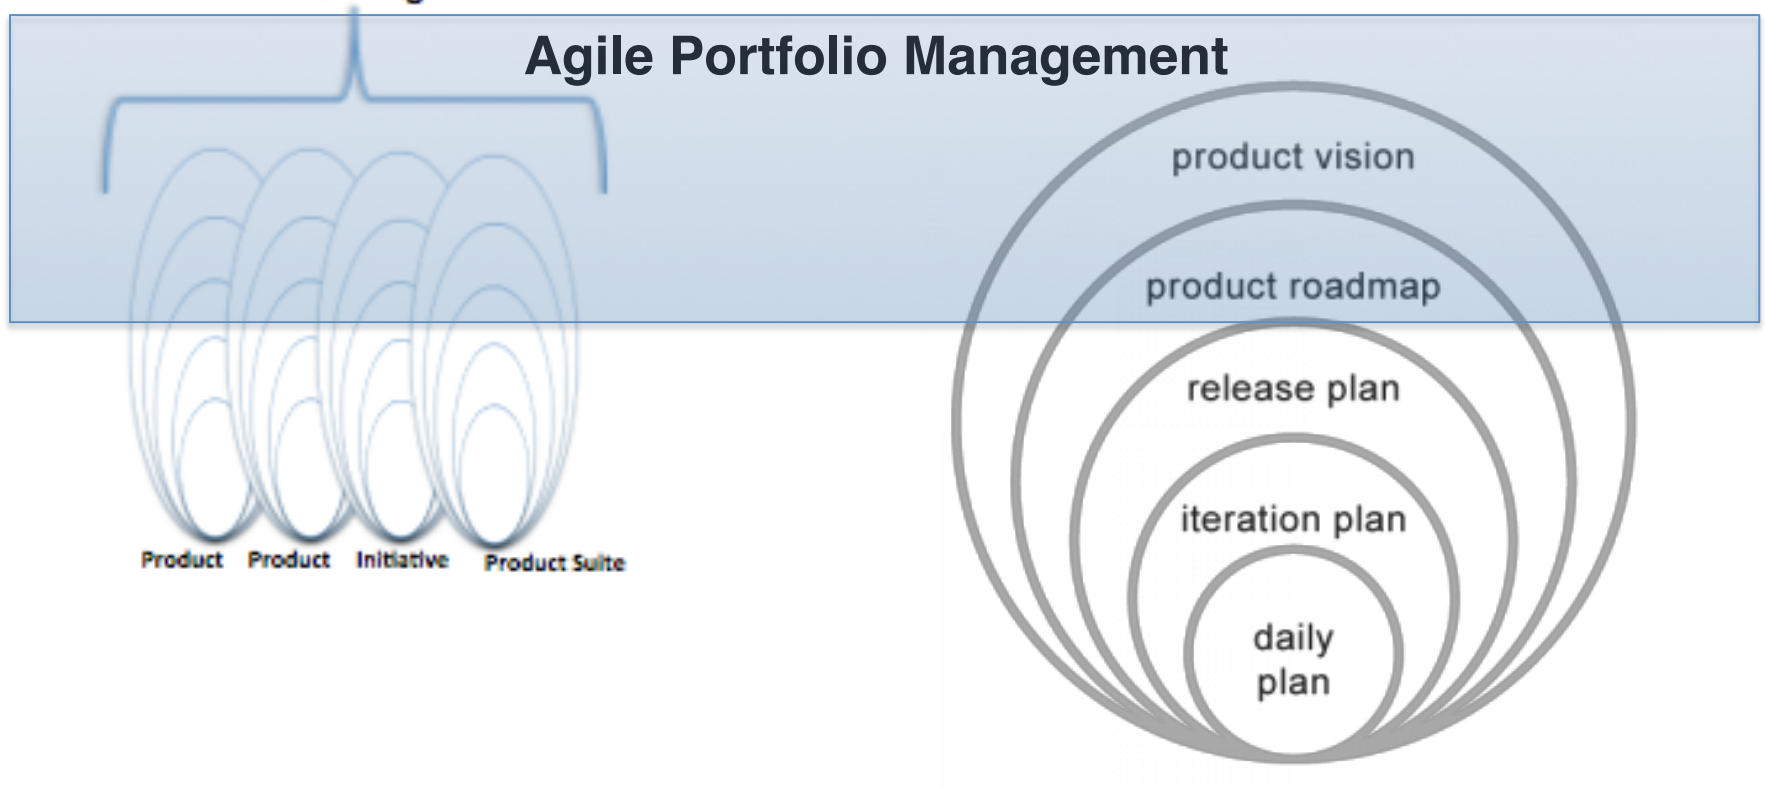 Agile Portfolio Management
product vision
product roadmap
release plan
iteration plan
daily
plan
Product Product Initiative Product Suite